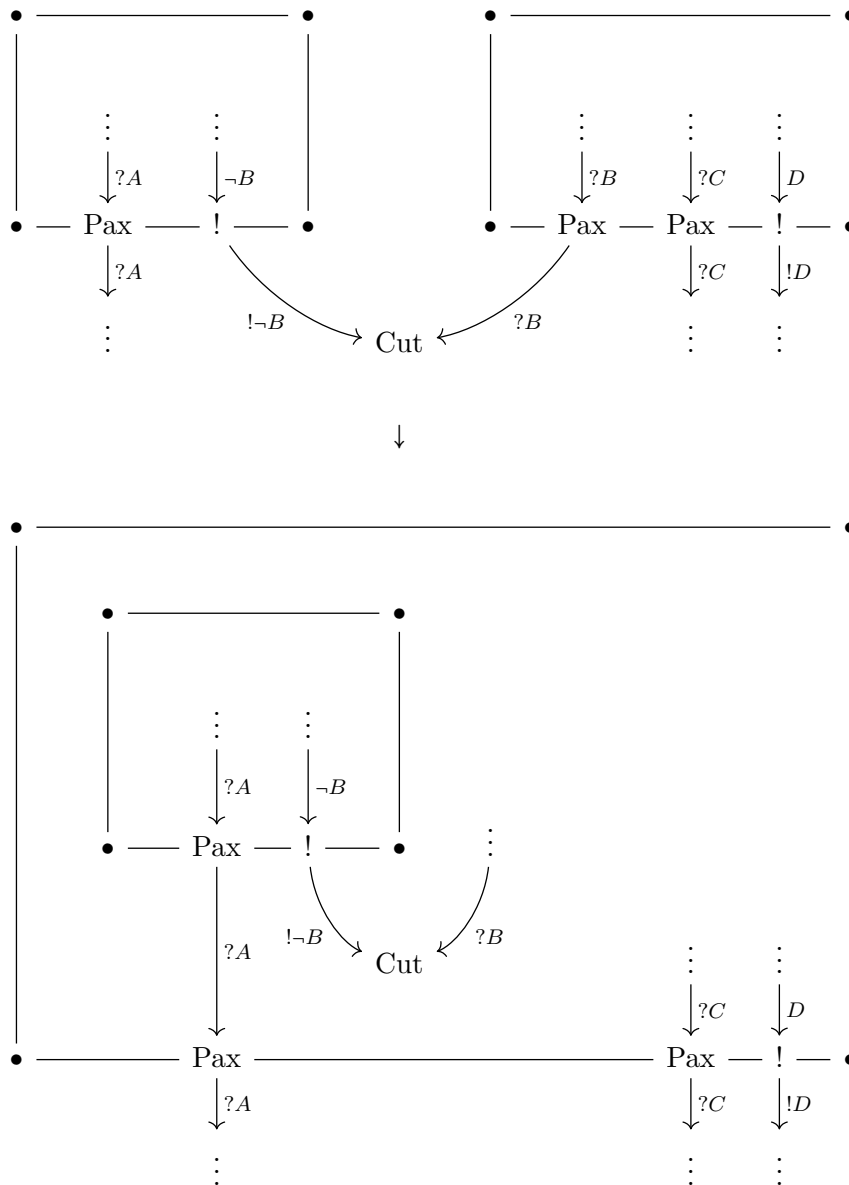 ⋮ ⋮ ⋮ ⋮ ⋮
?A ¬B ?B ?C D
Pax ! Pax Pax !
?A ?C !D
!¬B ?B
⋮ Cut ⋮ ⋮
↓
⋮ ⋮
?A ¬B
Pax ! ⋮
!¬B ?B
?A Cut ⋮ ⋮
?C D
Pax Pax !
?A ?C !D
⋮ ⋮ ⋮